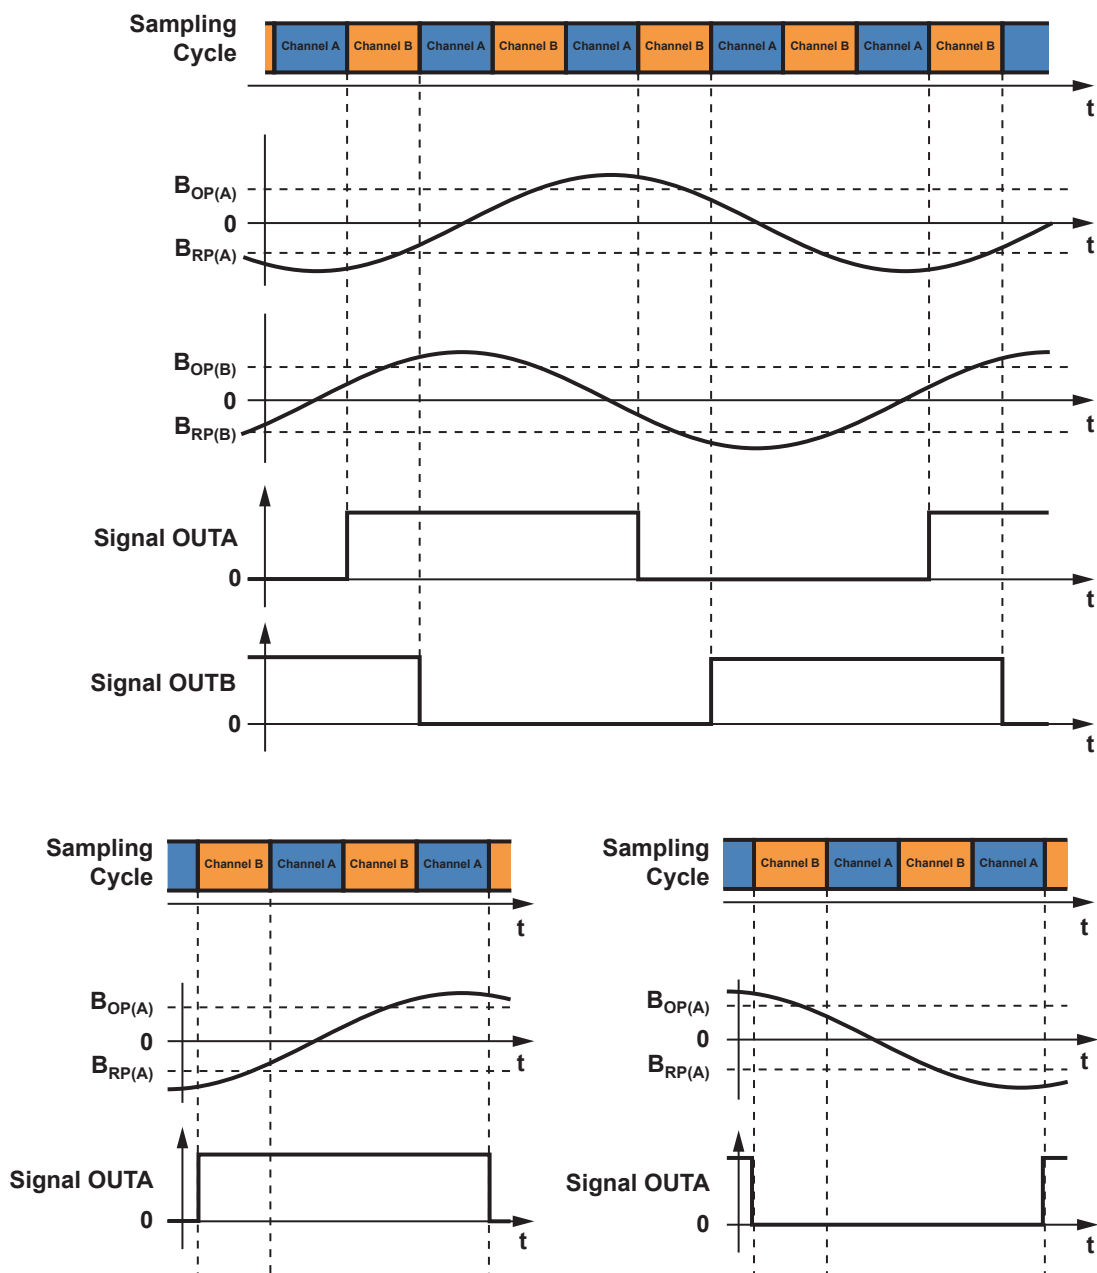 Sampling Cycle
Channel A Channel B Channel A Channel B Channel A Channel B Channel A Channel B Channel A Channel B
t
BOP(A)
0
BRP(A)
t
BOP(B)
0
BRP(B)
t
Signal OUTA
0
t
Signal OUTB
0
t
Sampling Cycle
Channel B Channel A Channel B Channel A
t
BOP(A)
0
BRP(A)
t
Signal OUTA
0
t
Sampling Cycle
Channel B Channel A Channel B Channel A
t
BOP(A)
0
BRP(A)
t
Signal OUTA
0
t